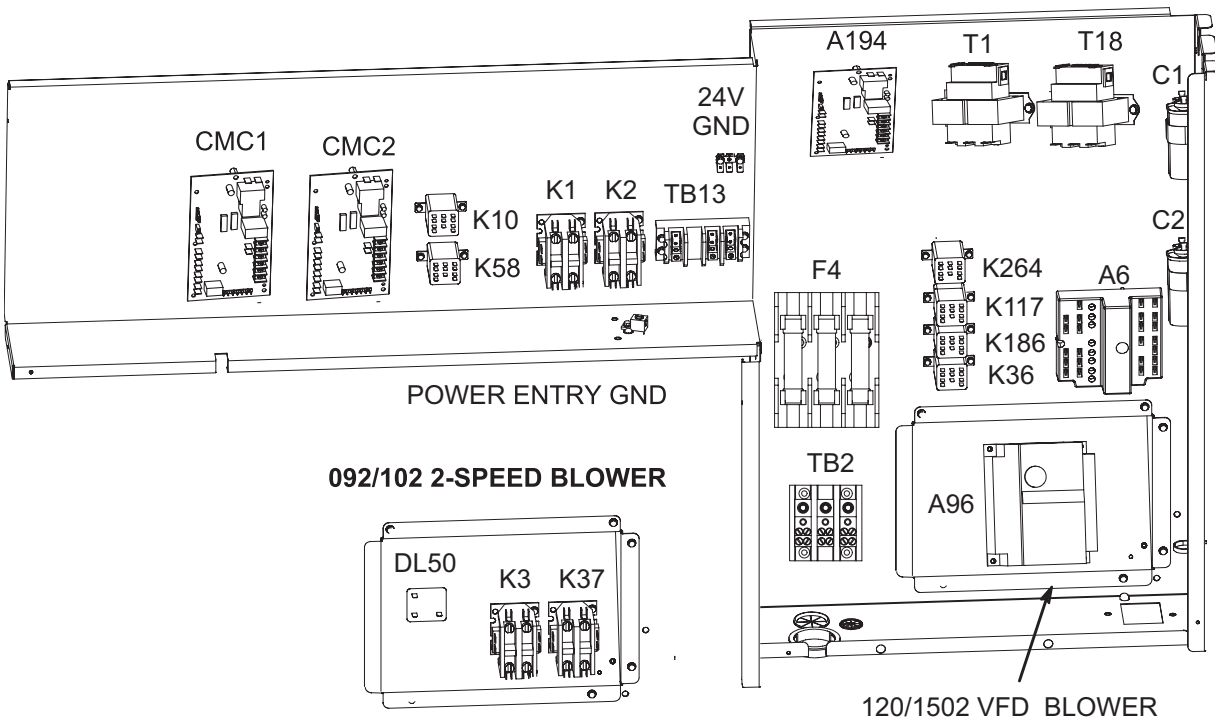 A194
T1
T18
C1
24V
GND
CMC1
CMC2
K1
K2
TB13
K10
K58
C2
K264
A6
F4
K117
K186
K36
POWER ENTRY GND
TB2
092/102 2-SPEED BLOWER
A96
DL50
K3
K37
120/1502 VFD BLOWER